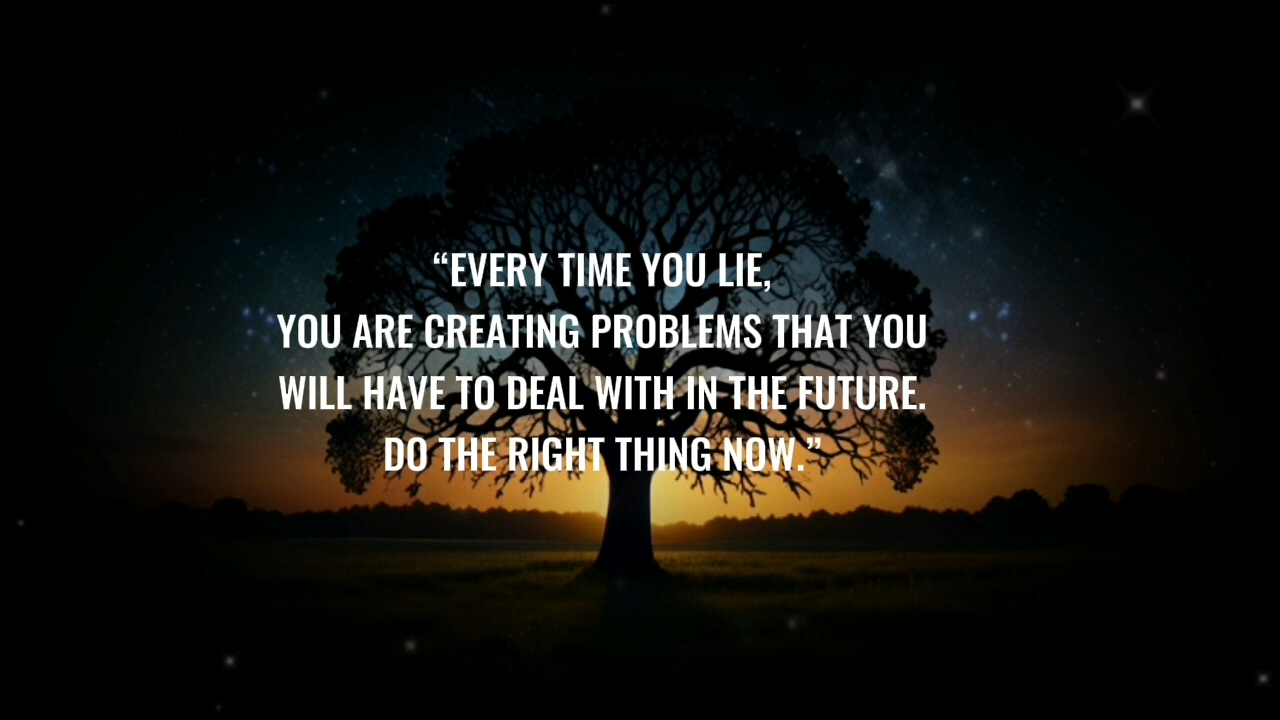 “EVERY TIME YOU LIE,
YOU ARE CREATING PROBLEMS THAT YOU
WILL HAVE TO DEAL WITH IN THE FUTURE.
DO THE RIGHT THING NOW.”